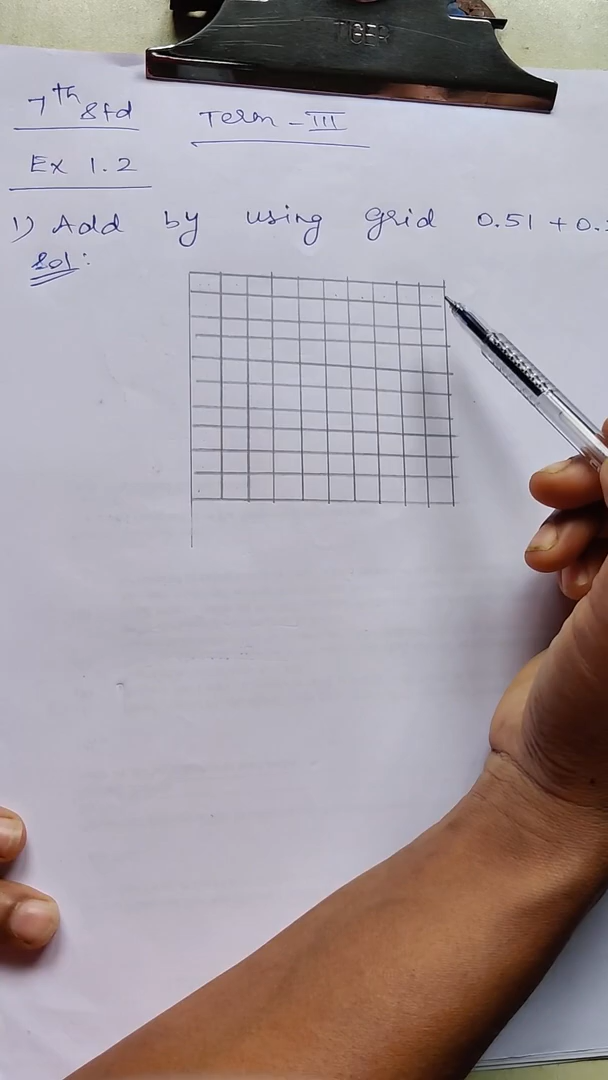 TIGER
7th Std Term - III
Ex 1.2
1) Add by using grid 0.51 + 0.
Sol: